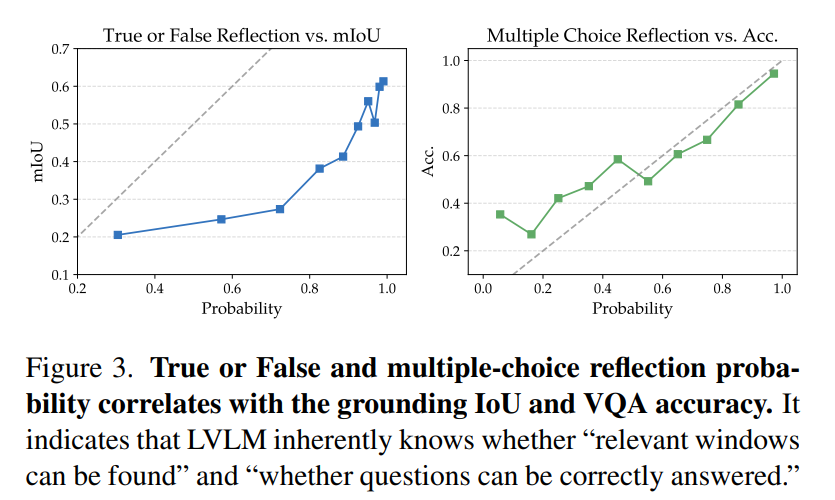 True or False Reflection vs. mIoU
0.7
0.6
0.5
0.4
0.3
0.2
0.1
mIoU
0.2 0.4 0.6 0.8 1.0
Probability
Multiple Choice Reflection vs. Acc.
1.0
0.8
0.6
0.4
0.2
Acc.
0.0 0.2 0.4 0.6 0.8 1.0
Probability
Figure 3. True or False and multiple-choice reflection proba-
bility correlates with the grounding IoU and VQA accuracy. It
indicates that LVLM inherently knows whether “relevant windows
can be found” and “whether questions can be correctly answered.”